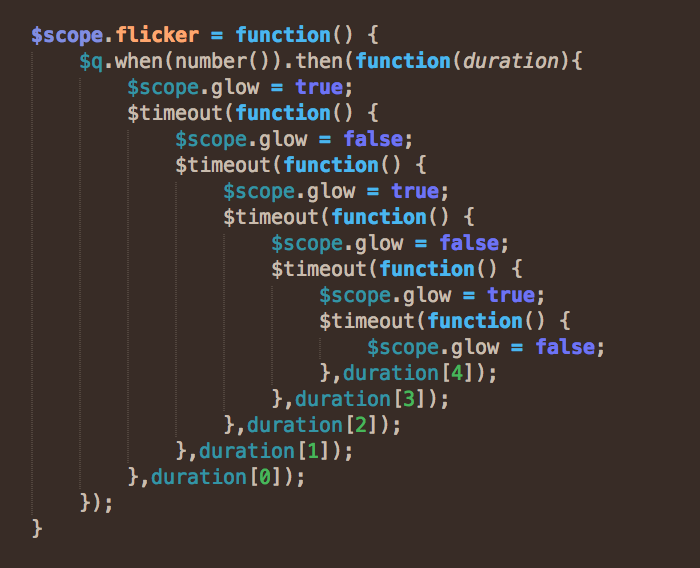 $scope.flicker = function() {
    $q.when(number()).then(function(duration){
        $scope.glow = true;
        $timeout(function() {
            $scope.glow = false;
            $timeout(function() {
                $scope.glow = true;
                $timeout(function() {
                    $scope.glow = false;
                    $timeout(function() {
                        $scope.glow = true;
                        $timeout(function() {
                            $scope.glow = false;
                        },duration[4]);
                    },duration[3]);
                },duration[2]);
            },duration[1]);
        },duration[0]);
    });
}